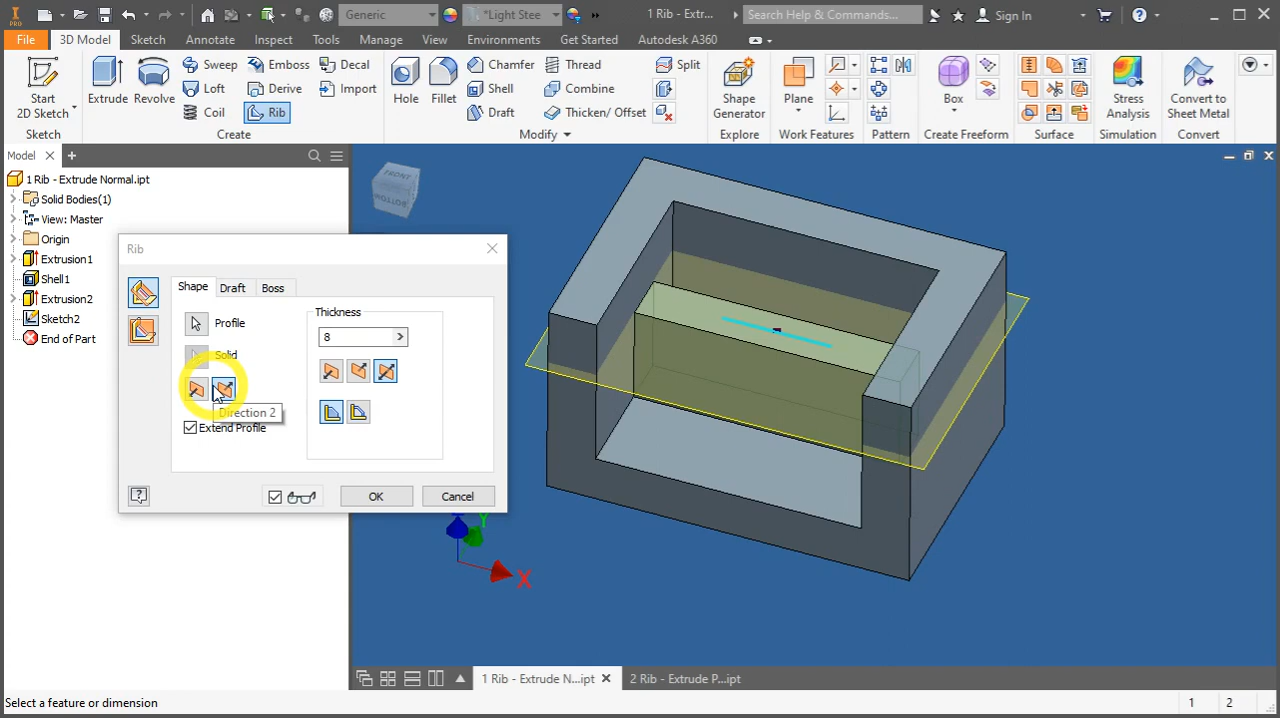 PRO
Generic
*Light Stee
1 Rib - Extr...
Search Help & Commands...
Sign In
File
3D Model
Sketch
Annotate
Inspect
Tools
Manage
View
Environments
Get Started
Autodesk A360
Start
2D Sketch
Sketch
Extrude
Revolve
Sweep
Loft
Coil
Emboss
Derive
Rib
Decal
Import
Create
Hole
Fillet
Chamfer
Shell
Draft
Thread
Combine
Thicken/ Offset
Split
Modify
Shape
Generator
Explore
Plane
Work Features
Pattern
Box
Create Freeform
Surface
Stress
Analysis
Simulation
Convert to
Sheet Metal
Convert
Model
1 Rib - Extrude Normal.ipt
Solid Bodies(1)
View: Master
Origin
Extrusion1
Shell1
Extrusion2
Sketch2
End of Part
Rib
Shape
Draft
Boss
Profile
Solid
Direction 2
Extend Profile
Thickness
8
OK
Cancel
FRONT
BOTTOM
Y
X
1 Rib - Extrude N...ipt
2 Rib - Extrude P...ipt
Select a feature or dimension
1
2